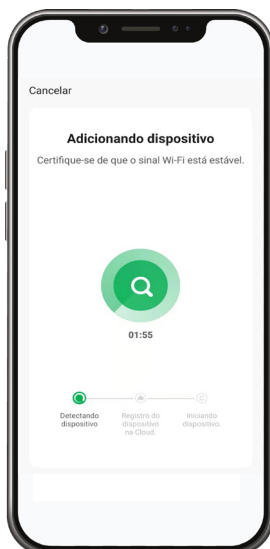 Cancelar
Adicionando dispositivo
Certifique-se de que o sinal Wi-Fi está estável.
01:55
Detectando
dispositivo
Registro do
dispositivo
na Cloud.
Iniciando
dispositivo.